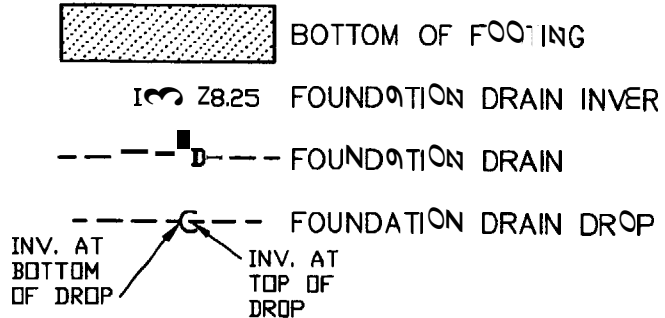 BOTTOM OF FOOTING
Z8.25 FOUNDATION DRAIN INVER
D FOUNDATION DRAIN
FOUNDATION DRAIN DROP
INV. AT
BOTTOM
OF DROP
INV. AT
TOP OF
DROP